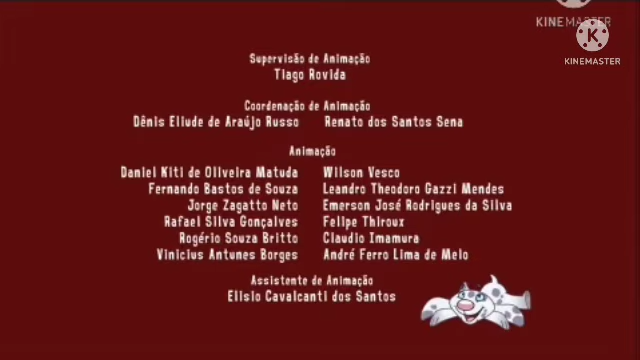 KINEMASTER
KINEMASTER
Supervisão de Animação
Tiago Rovida
Coordenação de Animação
Dênis Eliude de Araújo Russo Renato dos Santos Sena
Animação
Daniel Kiti de Oliveira Matuda Wilson Vesco
Fernando Bastos de Souza Leandro Theodoro Gazzi Mendes
Jorge Zagatto Neto Emerson José Rodrigues da Silva
Rafael Silva Gonçalves Felipe Thiroux
Rogério Souza Britto Claudio Imamura
Vinicius Antunes Borges André Ferro Lima de Melo
Assistente de Animação
Elisio Cavalcanti dos Santos